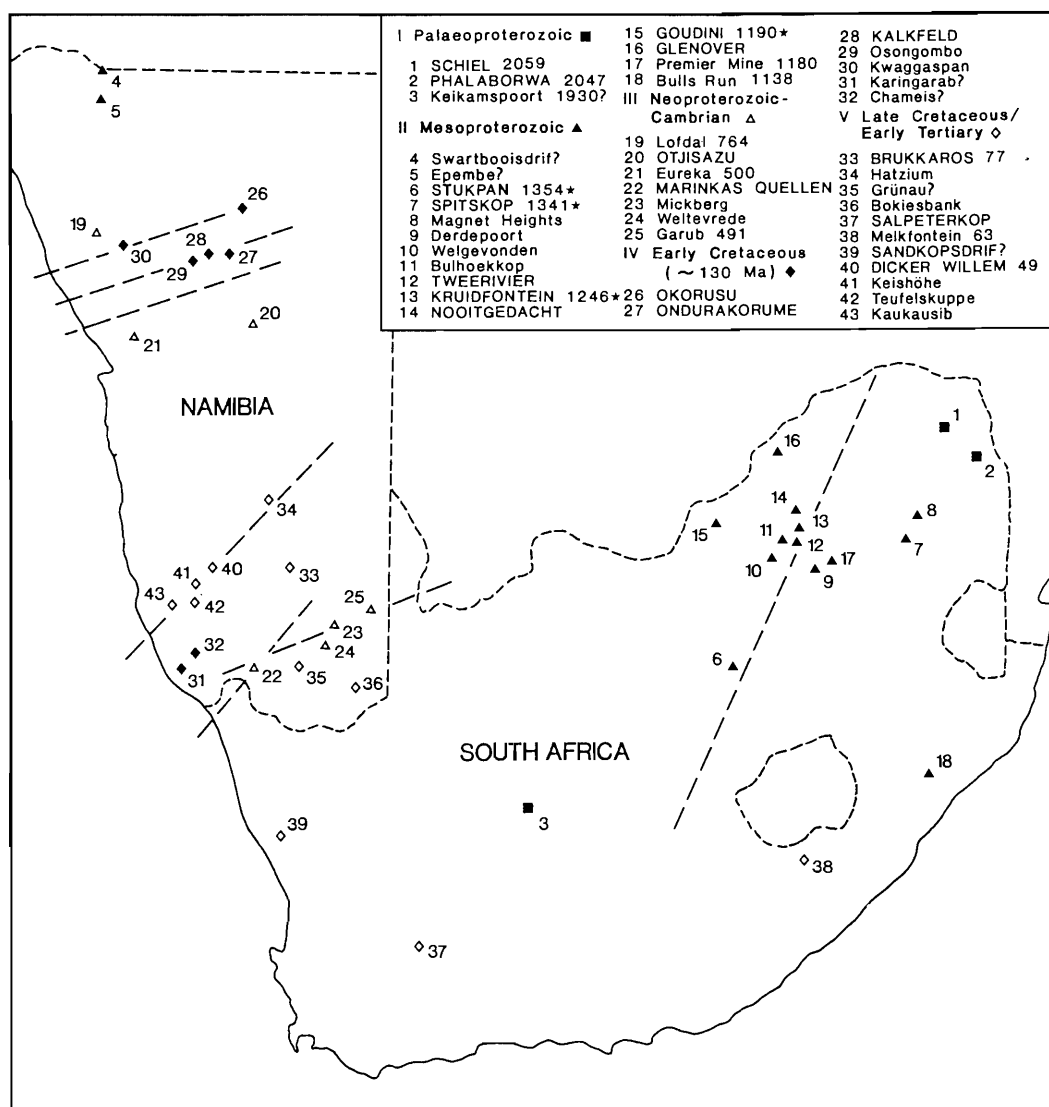 I Palaeoproterozoic ■
1 SCHIEL 2059
2 PHALABORWA 2047
3 Keikamspoort 1930?
II Mesoproterozoic ▲
4 Swartbooisdrif?
5 Epembe?
6 STUKPAN 1354★
7 SPITSKOP 1341★
8 Magnet Heights
9 Derdepoort
10 Welgevonden
11 Bulhoekkop
12 TWEERIVIER
13 KRUIDFONTEIN 1246★
14 NOOITGEDACHT
15 GOUDINI 1190★
16 GLENOVER
17 Premier Mine 1180
18 Bulls Run 1138
III Neoproterozoic-
Cambrian △
19 Lofdal 764
20 OTJISAZU
21 Eureka 500
22 MARINKAS QUELLEN
23 Mickberg
24 Weltevrede
25 Garub 491
IV Early Cretaceous
(~130 Ma) ◆
26 OKORUSU
27 ONDURAKORUME
28 KALKFELD
29 Osongombo
30 Kwaggaspan
31 Karingarab?
32 Chameis?
V Late Cretaceous/
Early Tertiary ◇
33 BRUKKAROS 77
34 Hatzium
35 Grünau?
36 Bokiesbank
37 SALPETERKOP
38 Melkfontein 63
39 SANDKOPSDRIF?
40 DICKER WILLEM 49
41 Keishöhe
42 Teufelskuppe
43 Kaukausib
4
5
26
19
30
28
27
29
20
21
NAMIBIA
1
16
2
34
14
8
15
13
11
12
7
40
33
41
10
17
9
43
42
25
23
32
24
6
31
22
35
36
SOUTH AFRICA
18
3
39
38
37